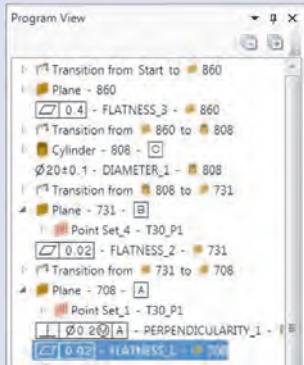 Program View
Transition from Start to 860
Plane - 860
0.4 - FLATNESS_3 - 860
Transition from 860 to 808
Cylinder - 808 - C
Ø20±0.1 - DIAMETER_1 - 808
Transition from 808 to 731
Plane - 731 - B
Point Set_4 - T30_P1
0.02 - FLATNESS_2 - 731
Transition from 731 to 708
Plane - 708 - A
Point Set_1 - T30_P1
⊥ Ø0.2Ⓜ A - PERPENDICULARITY_1 -
0.02 - FLATNESS_1 - 708